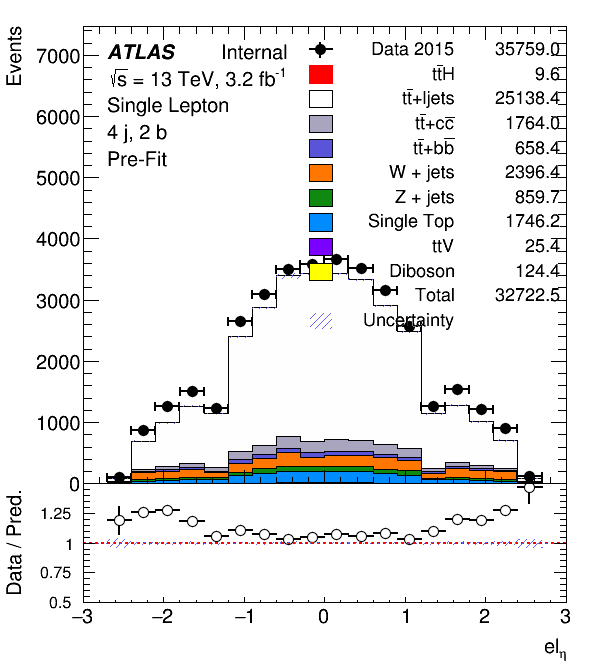 Events
ATLAS Internal
√s = 13 TeV, 3.2 fb⁻¹
Single Lepton
4 j, 2 b
Pre-Fit
Data 2015 35759.0
tt̄H 9.6
tt̄+ljets 25138.4
tt̄+cc̄ 1764.0
tt̄+bb̄ 658.4
W + jets 2396.4
Z + jets 859.7
Single Top 1746.2
ttV 25.4
Diboson 124.4
Total 32722.5
Uncertainty
7000
6000
5000
4000
3000
2000
1000
0
Data / Pred.
1.25
1
0.75
0.5
−3 −2 −1 0 1 2 3
el_η